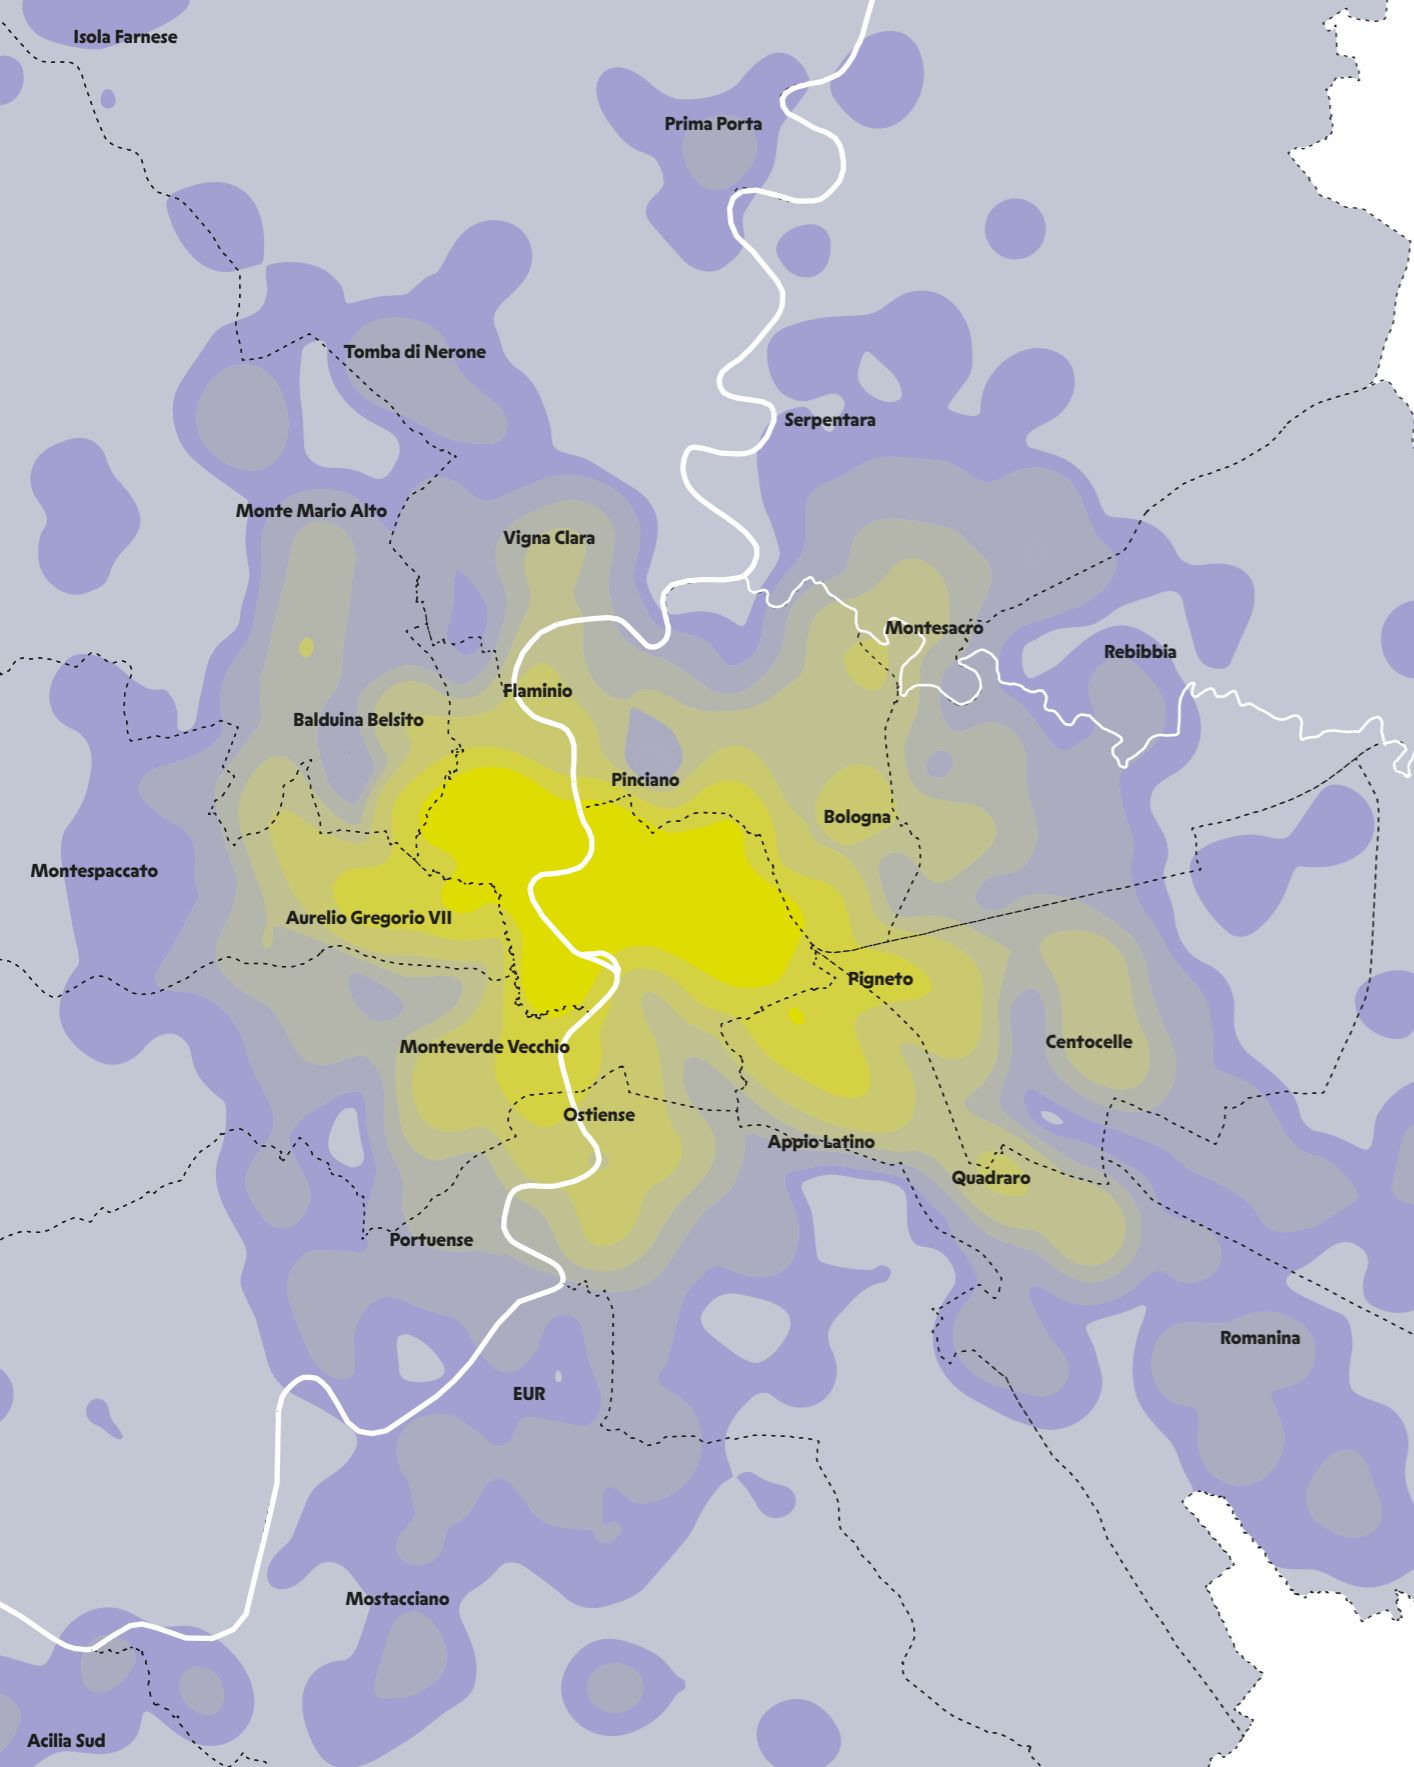 Isola Farnese
Prima Porta
Tomba di Nerone
Serpentara
Monte Mario Alto
Vigna Clara
Montesacro
Rebibbia
Flaminio
Balduina Belsito
Pinciano
Bologna
Montespaccato
Aurelio Gregorio VII
Pigneto
Centocelle
Monteverde Vecchio
Ostiense
Appio Latino
Quadraro
Portuense
Romanina
EUR
Mostacciano
Acilia Sud